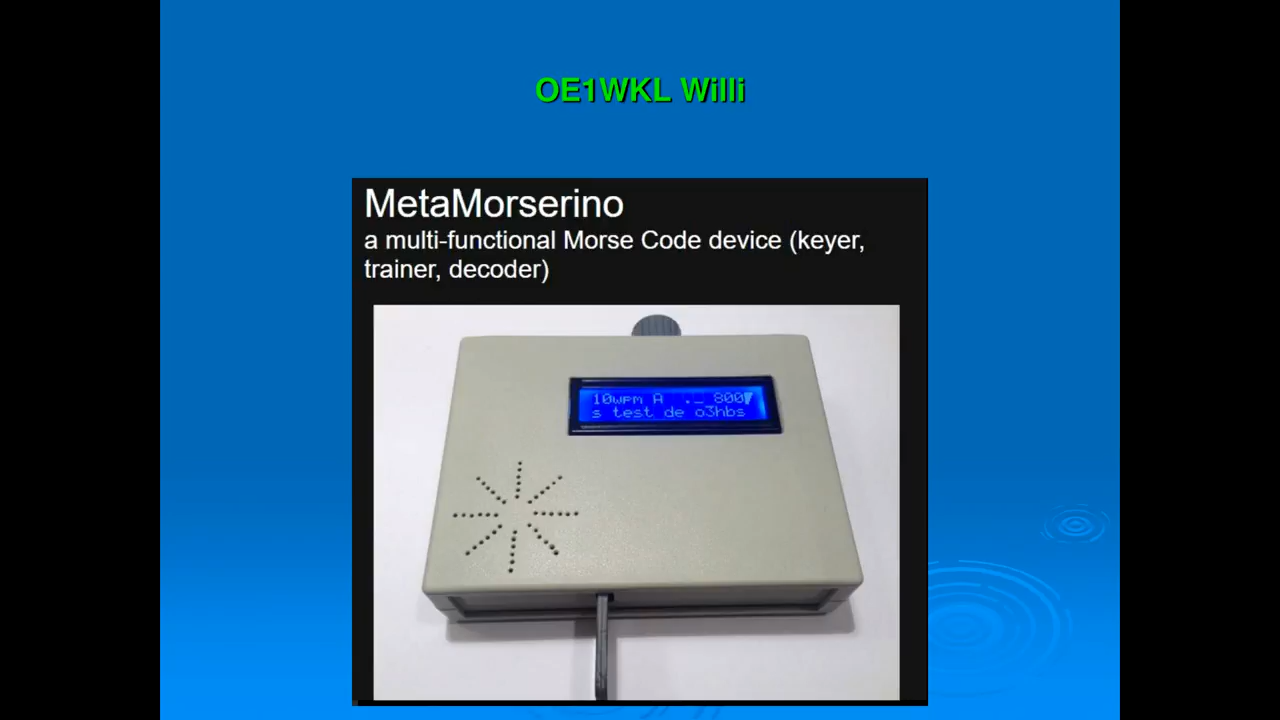 OE1WKL Willi
MetaMorserino
a multi-functional Morse Code device (keyer,
trainer, decoder)
10wpm A ._ 800
s test de o3hbs